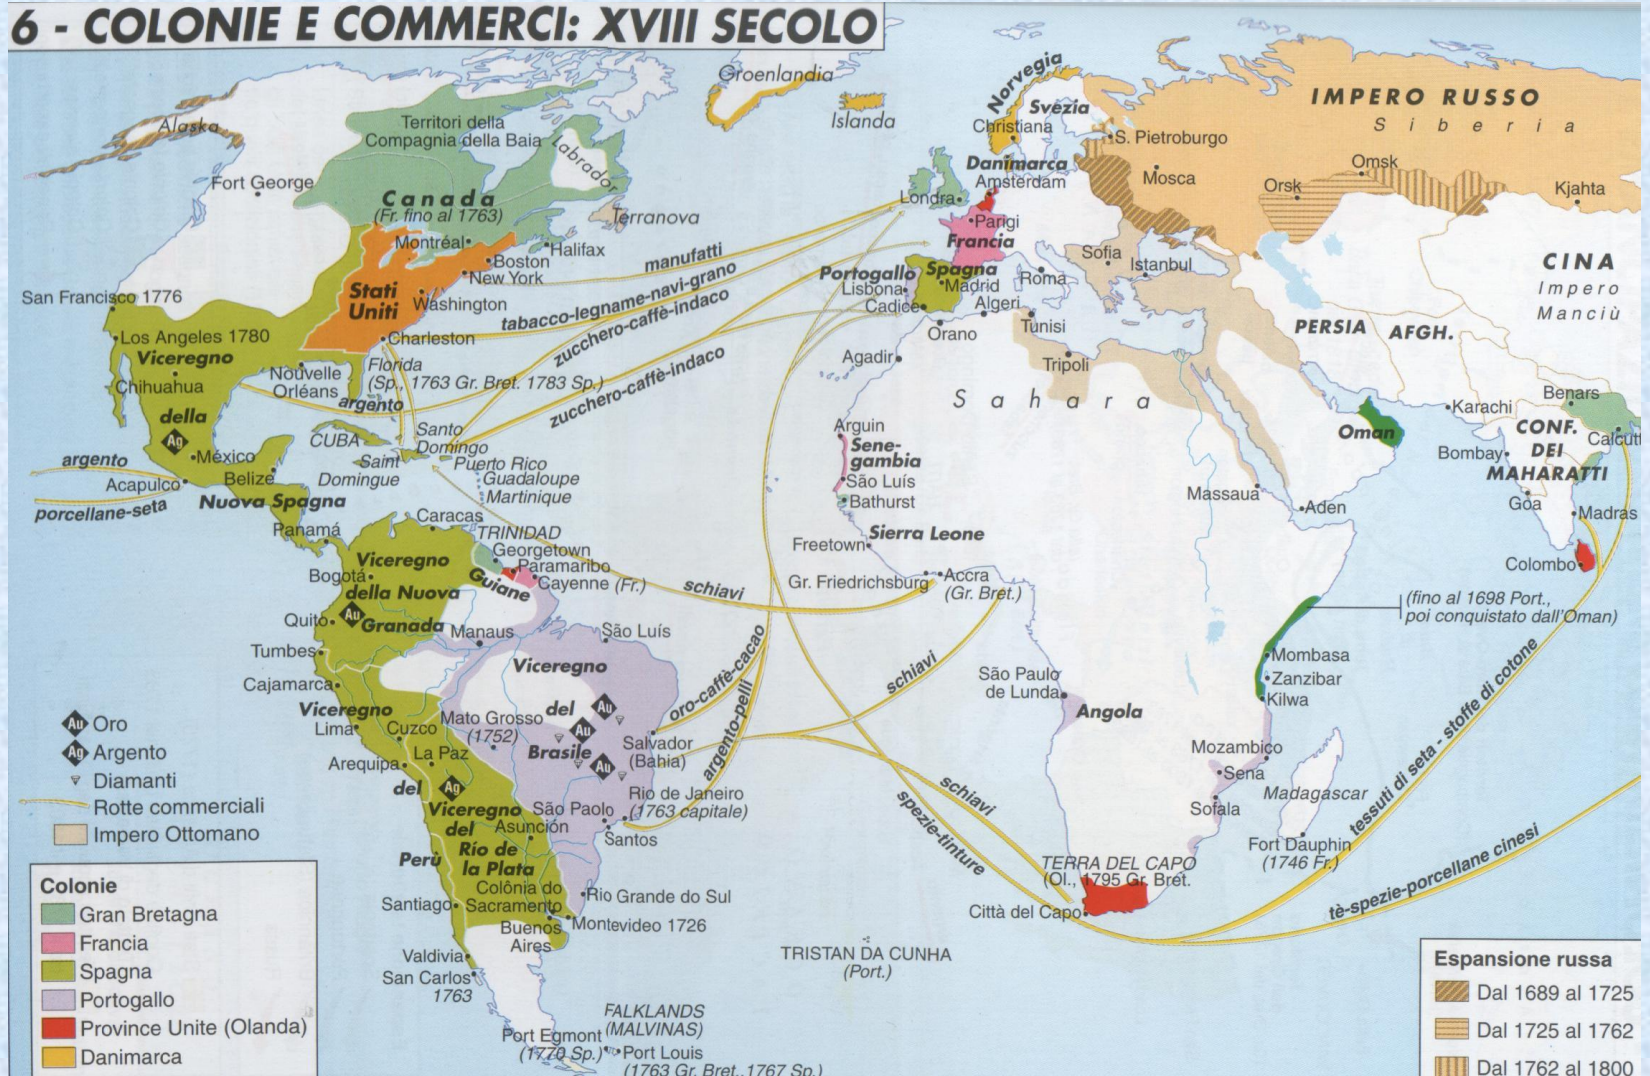 6 - COLONIE E COMMERCI: XVIII SECOLO
Groenlandia
Islanda
Norvegia
Svezia
Christiana
Danimarca
Amsterdam
IMPERO RUSSO
Siberia
S. Pietroburgo
Mosca
Omsk
Orsk
Kjahta
Alaska
Territori della
Compagnia della Baia
Labrador
Fort George
Canada
(Fr. fino al 1763)
Terranova
Montréal
Halifax
Boston
New York
Washington
Stati
Uniti
Charleston
San Francisco 1776
Los Angeles 1780
Viceregno
Chihuahua
della
Ag
México
Acapulco
Nuova Spagna
Belize
Nouvelle
Orléans
Florida
(Sp., 1763 Gr. Bret. 1783 Sp.)
argento
CUBA
Santo
Domingo
Saint
Domingue
Puerto Rico
Guadaloupe
Martinique
argento
porcellane-seta
manufatti
tabacco-legname-navi-grano
zucchero-caffè-indaco
zucchero-caffè-indaco
Londra
Parigi
Francia
Portogallo
Spagna
Lisbona
Madrid
Cadice
Roma
Algeri
Orano
Tunisi
Tripoli
Agadir
Sofia
Istanbul
CINA
Impero
Manciù
PERSIA
AFGH.
Sahara
Benars
Karachi
CONF.
DEI
MAHARATTI
Calcutt
Bombay
Goa
Madras
Colombo
Oman
Arguin
Sene-
gambia
São Luís
Bathurst
Sierra Leone
Freetown
Gr. Friedrichsburg
Accra
(Gr. Bret.)
Massaua
Aden
(fino al 1698 Port.,
poi conquistato dall'Oman)
Mombasa
Zanzibar
Kilwa
Panamá
Caracas
TRINIDAD
Georgetown
Paramaribo
Guiane
Cayenne (Fr.)
Viceregno
Bogotá
della Nuova
Quito
Au
Granada
Manaus
São Luís
Tumbes
Cajamarca
Viceregno
Lima
Cuzco
Arequipa
La Paz
del
Ag
Perù
Mato Grosso
(1752)
Viceregno
del
Au
Au
Brasile
Au
Salvador
(Bahia)
Rio de Janeiro
(1763 capitale)
São Paolo
Santos
Viceregno
del
Asunción
Río de
la Plata
Colônia do
Sacramento
Rio Grande do Sul
Santiago
Buenos
Aires
Montevideo 1726
Valdivia
San Carlos
1763
FALKLANDS
(MALVINAS)
Port Egmont
(1770 Sp.)
Port Louis
(1763 Gr. Bret., 1767 Sp.)
schiavi
schiavi
schiavi
oro-caffè-cacao
argento-pelli
spezie-tinture
São Paulo
de Lunda
Angola
Mozambico
Sena
Sofala
Madagascar
Fort Dauphin
(1746 Fr.)
TERRA DEL CAPO
(Ol., 1795 Gr. Bret.
Città del Capo
TRISTAN DA CUNHA
(Port.)
tessuti di seta - stoffe di cotone
tè-spezie-porcellane cinesi
Au Oro
Ag Argento
Diamanti
Rotte commerciali
Impero Ottomano
Colonie
Gran Bretagna
Francia
Spagna
Portogallo
Province Unite (Olanda)
Danimarca
Espansione russa
Dal 1689 al 1725
Dal 1725 al 1762
Dal 1762 al 1800